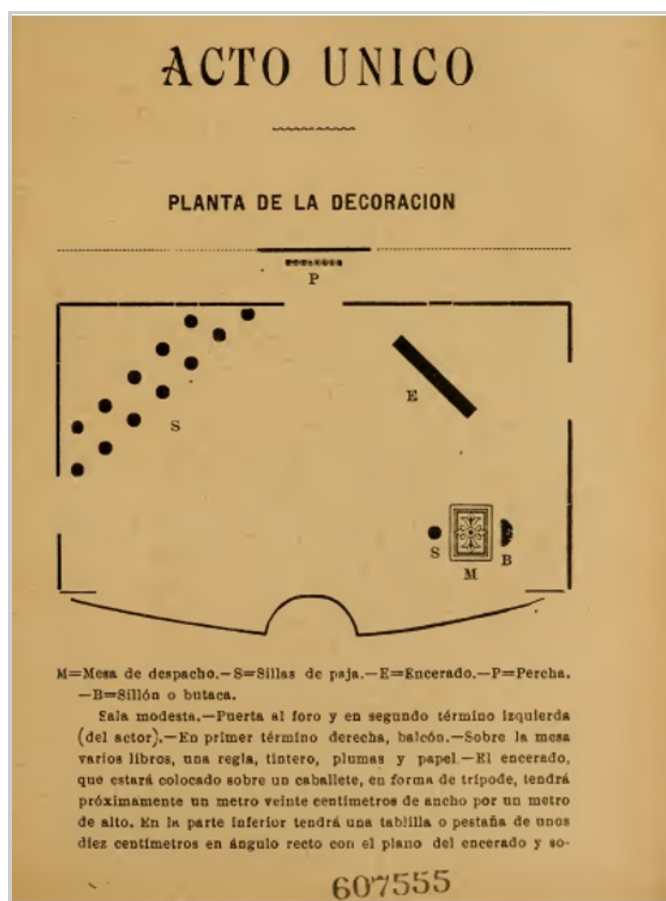 ACTO UNICO
PLANTA DE LA DECORACION
P
E
S
S
B
M
M=Mesa de despacho.—S=Sillas de paja.—E=Encerado.—P=Percha.
—B=Sillón o butaca.
Sala modesta.—Puerta al foro y en segundo término izquierda
(del actor).—En primer término derecha, balcón.—Sobre la mesa
varios libros, una regla, tintero, plumas y papel.—El encerado,
que estará colocado sobre un caballete, en forma de trípode, tendrá
próximamente un metro veinte centímetros de ancho por un metro
de alto. En la parte inferior tendrá una tablilla o pestaña de unos
diez centímetros en ángulo recto con el plano del encerado y so-
607555